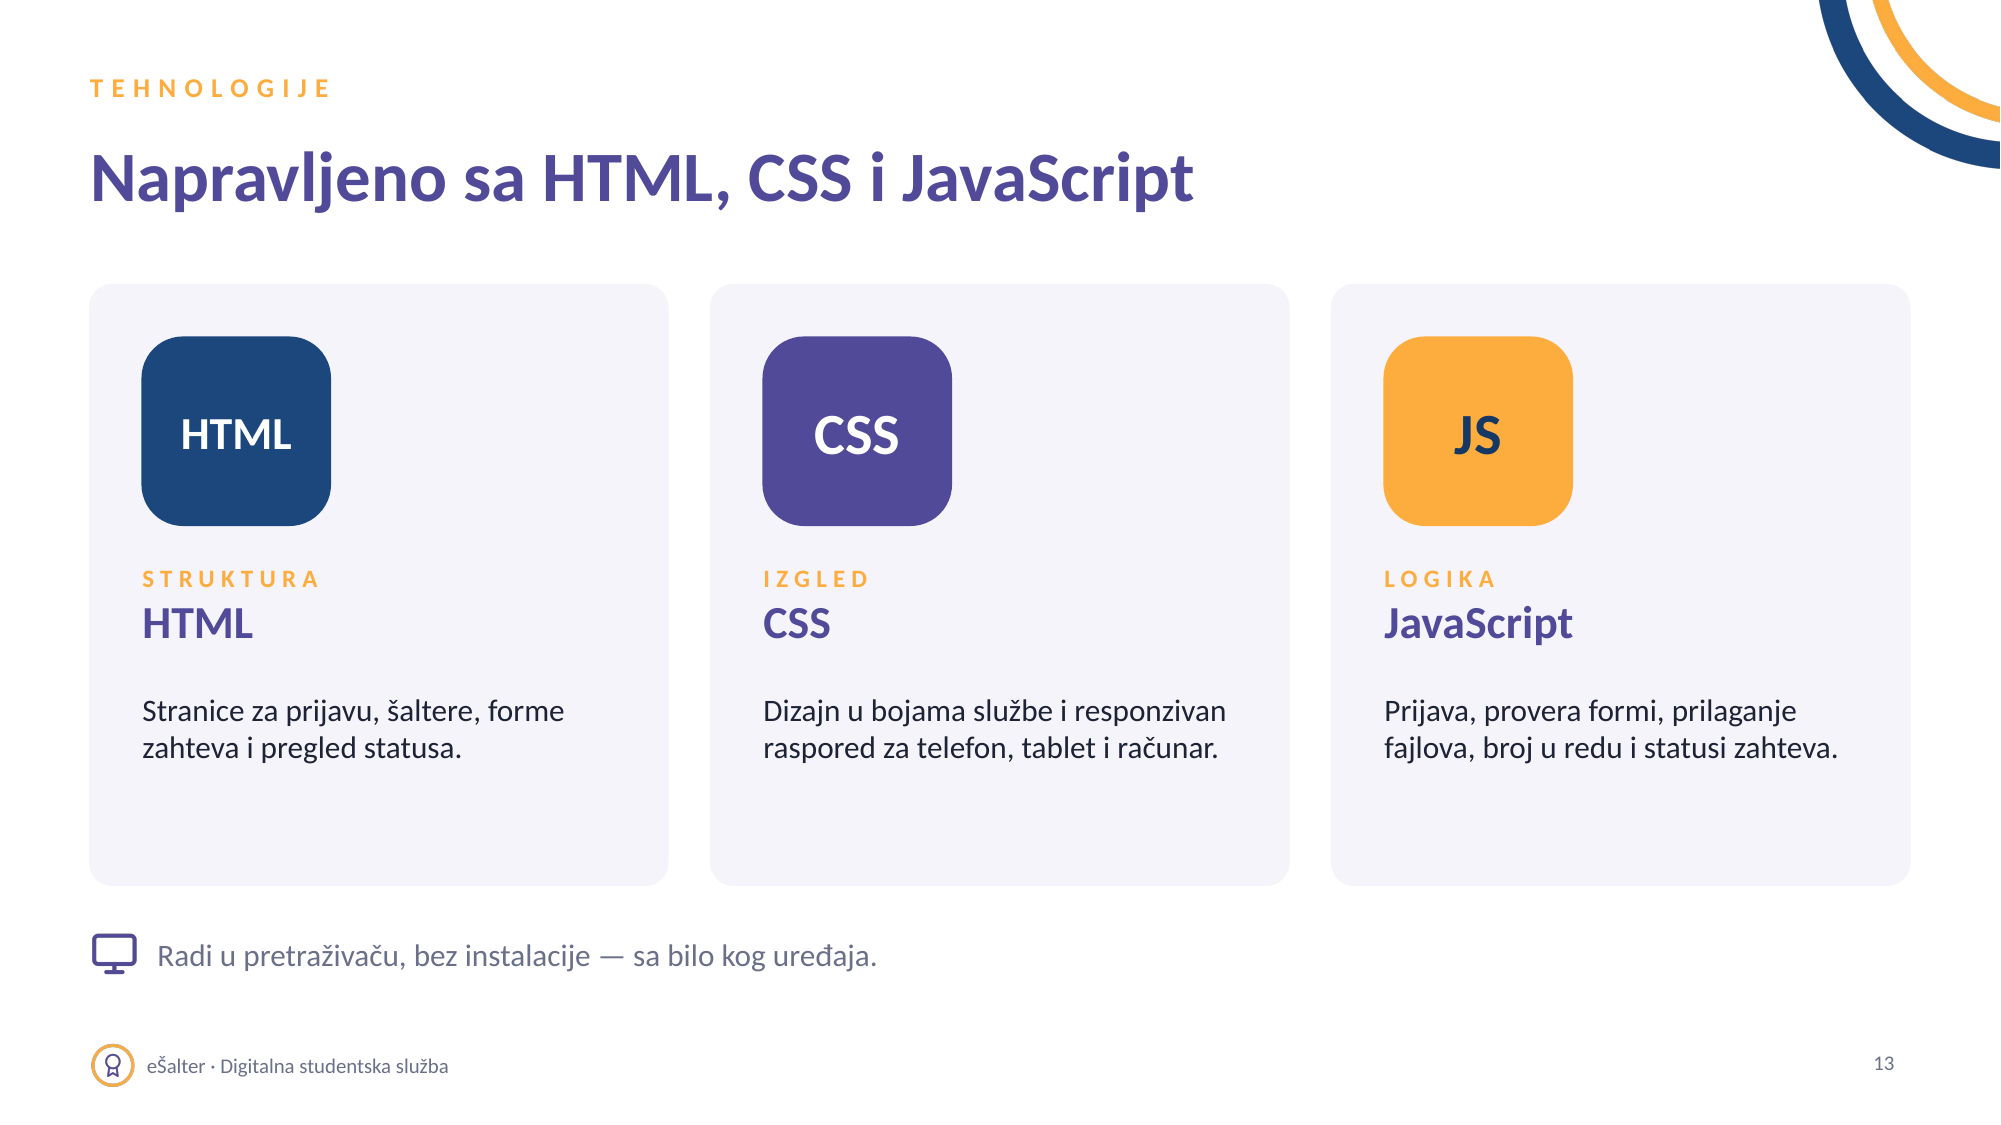 TEHNOLOGIJE
Napravljeno sa HTML, CSS i JavaScript
HTML
STRUKTURA
HTML
Stranice za prijavu, šaltere, forme
zahteva i pregled statusa.
CSS
IZGLED
CSS
Dizajn u bojama službe i responzivan
raspored za telefon, tablet i računar.
JS
LOGIKA
JavaScript
Prijava, provera formi, prilaganje
fajlova, broj u redu i statusi zahteva.
Radi u pretraživaču, bez instalacije — sa bilo kog uređaja.
eŠalter · Digitalna studentska služba
13